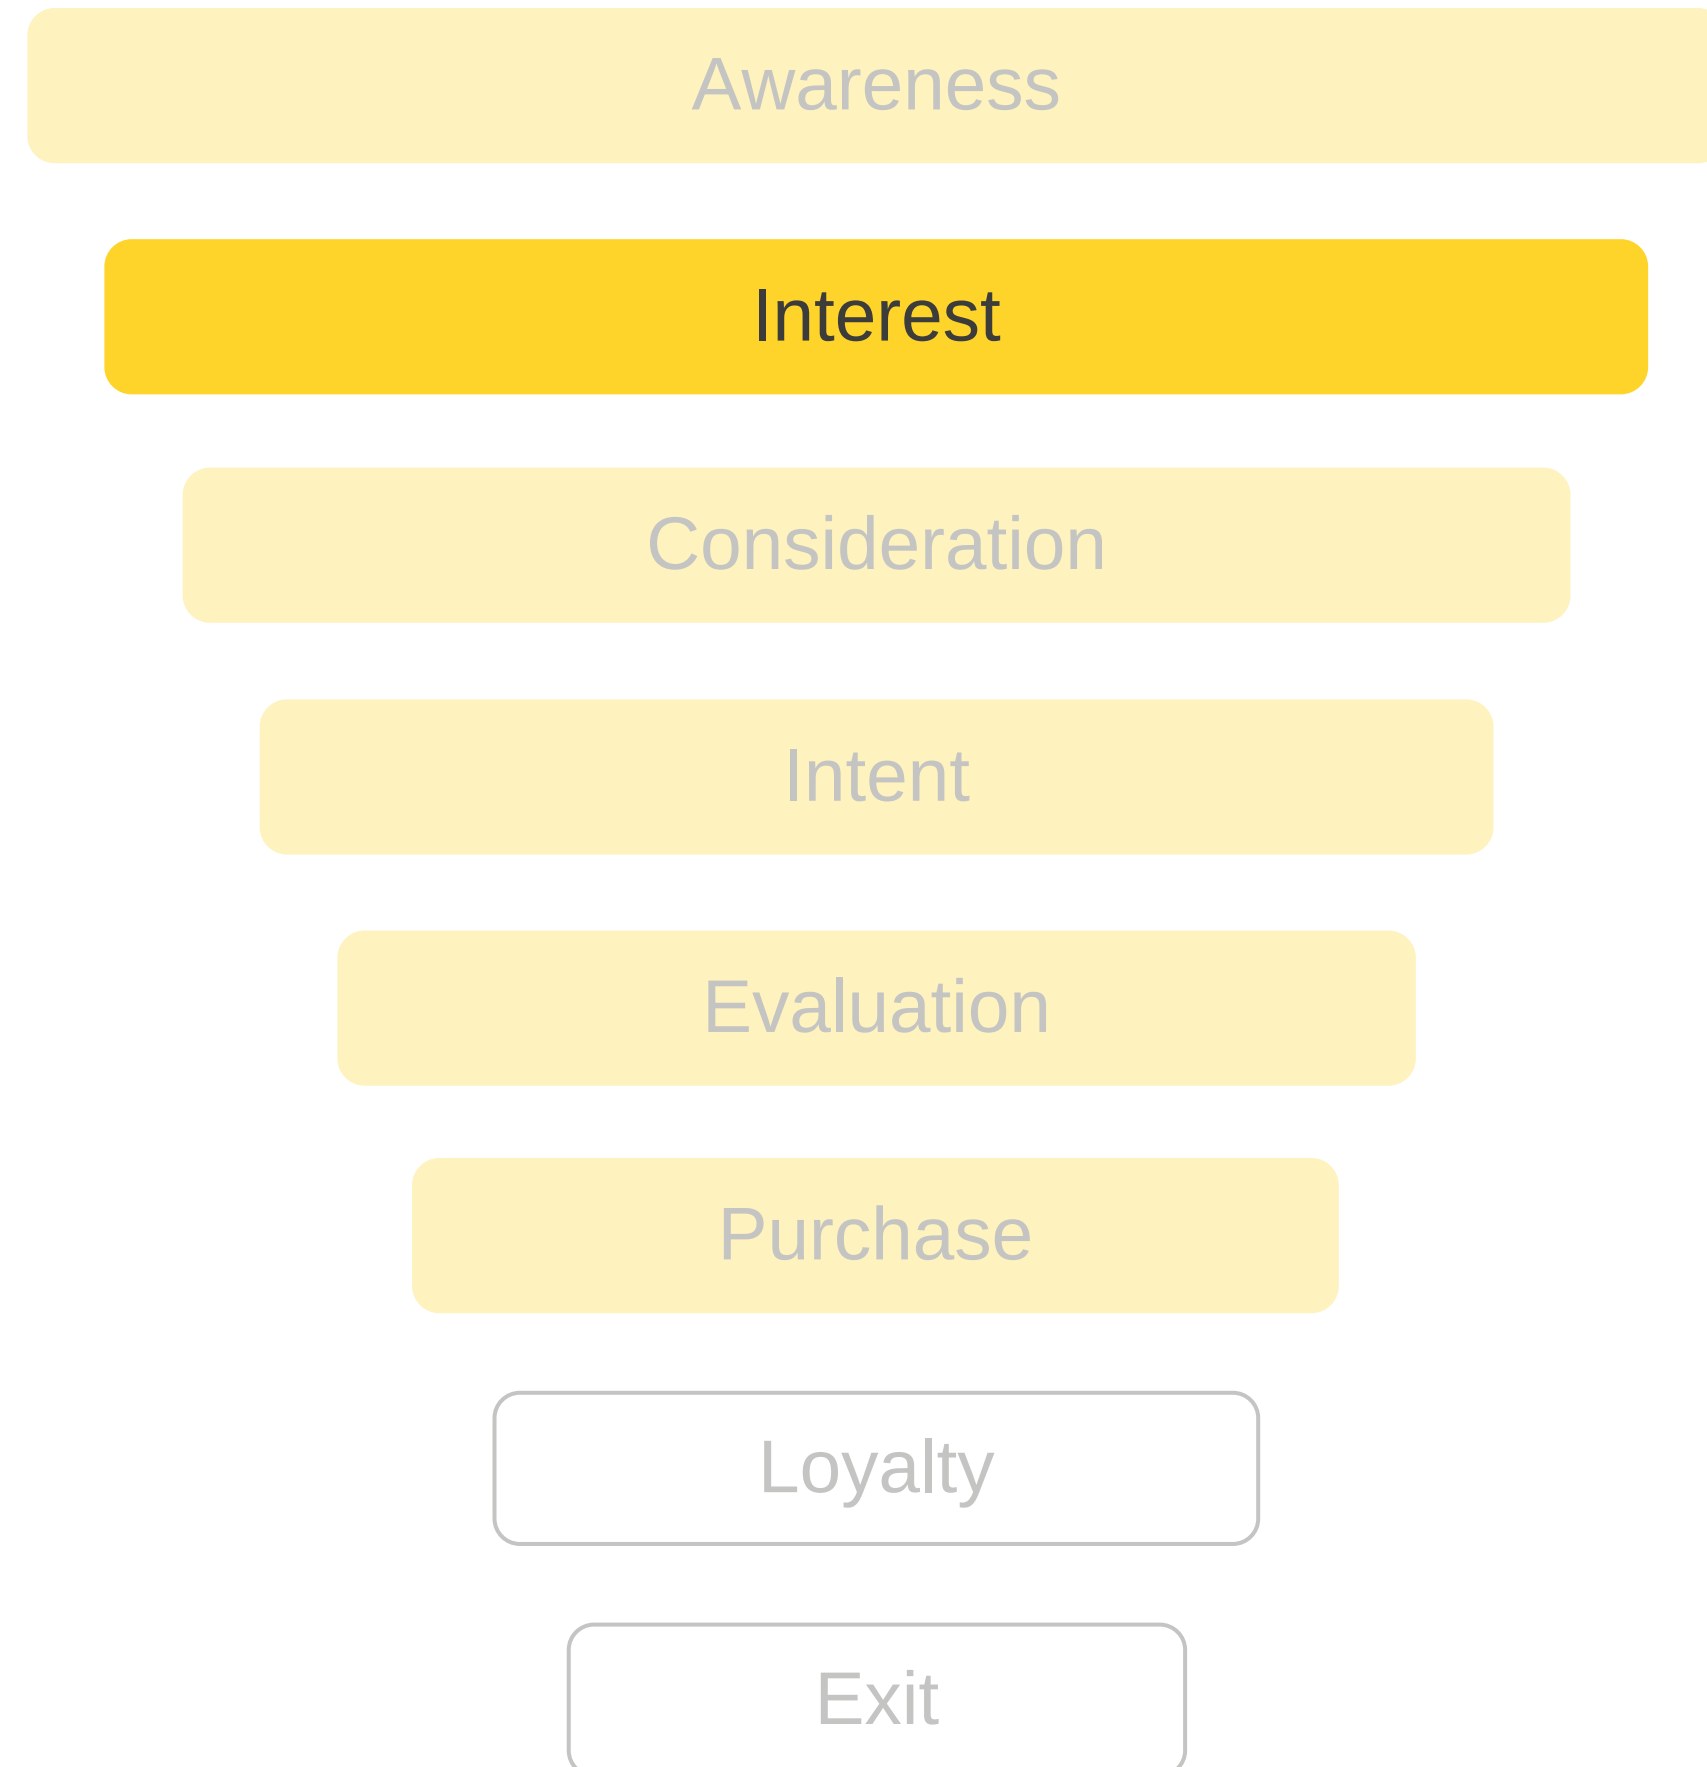 Awareness
Interest
Consideration
Intent
Evaluation
Purchase
Loyalty
Exit